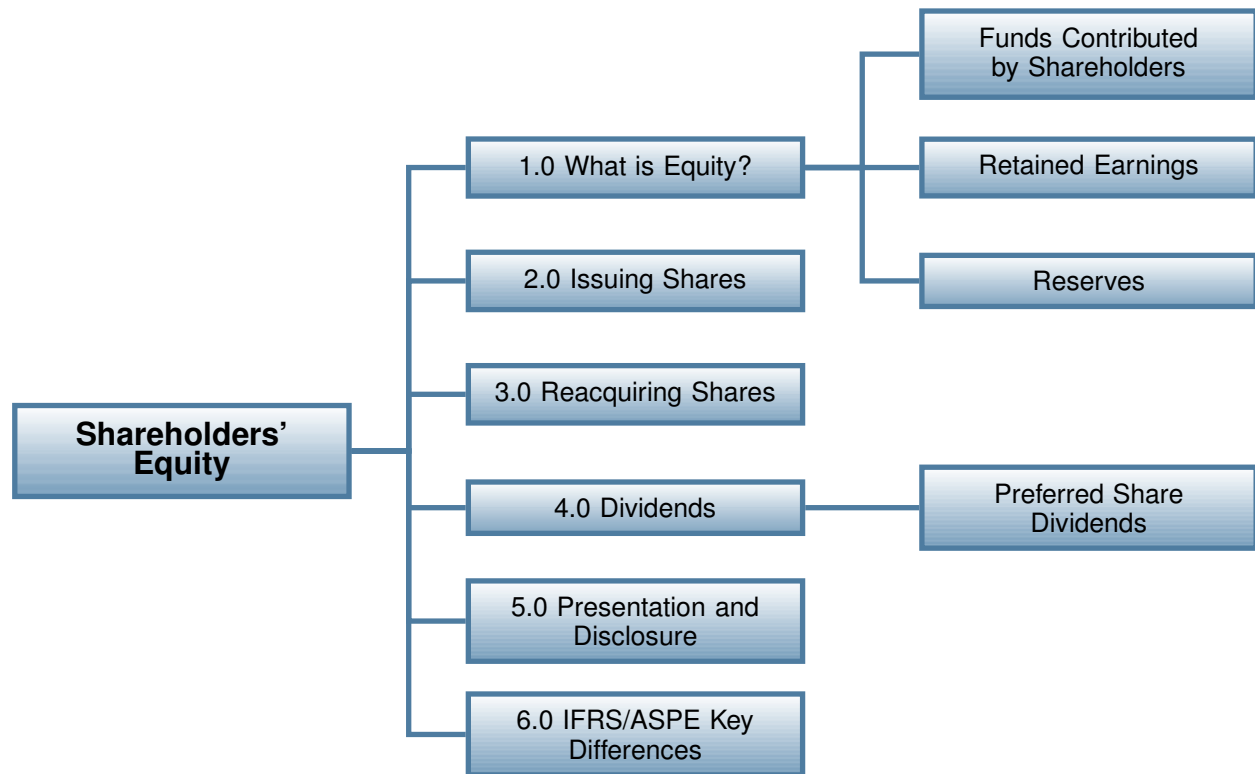 Shareholders’
Equity
1.0 What is Equity?
Funds Contributed
by Shareholders
Retained Earnings
Reserves
2.0 Issuing Shares
3.0 Reacquiring Shares
4.0 Dividends
Preferred Share
Dividends
5.0 Presentation and
Disclosure
6.0 IFRS/ASPE Key
Differences